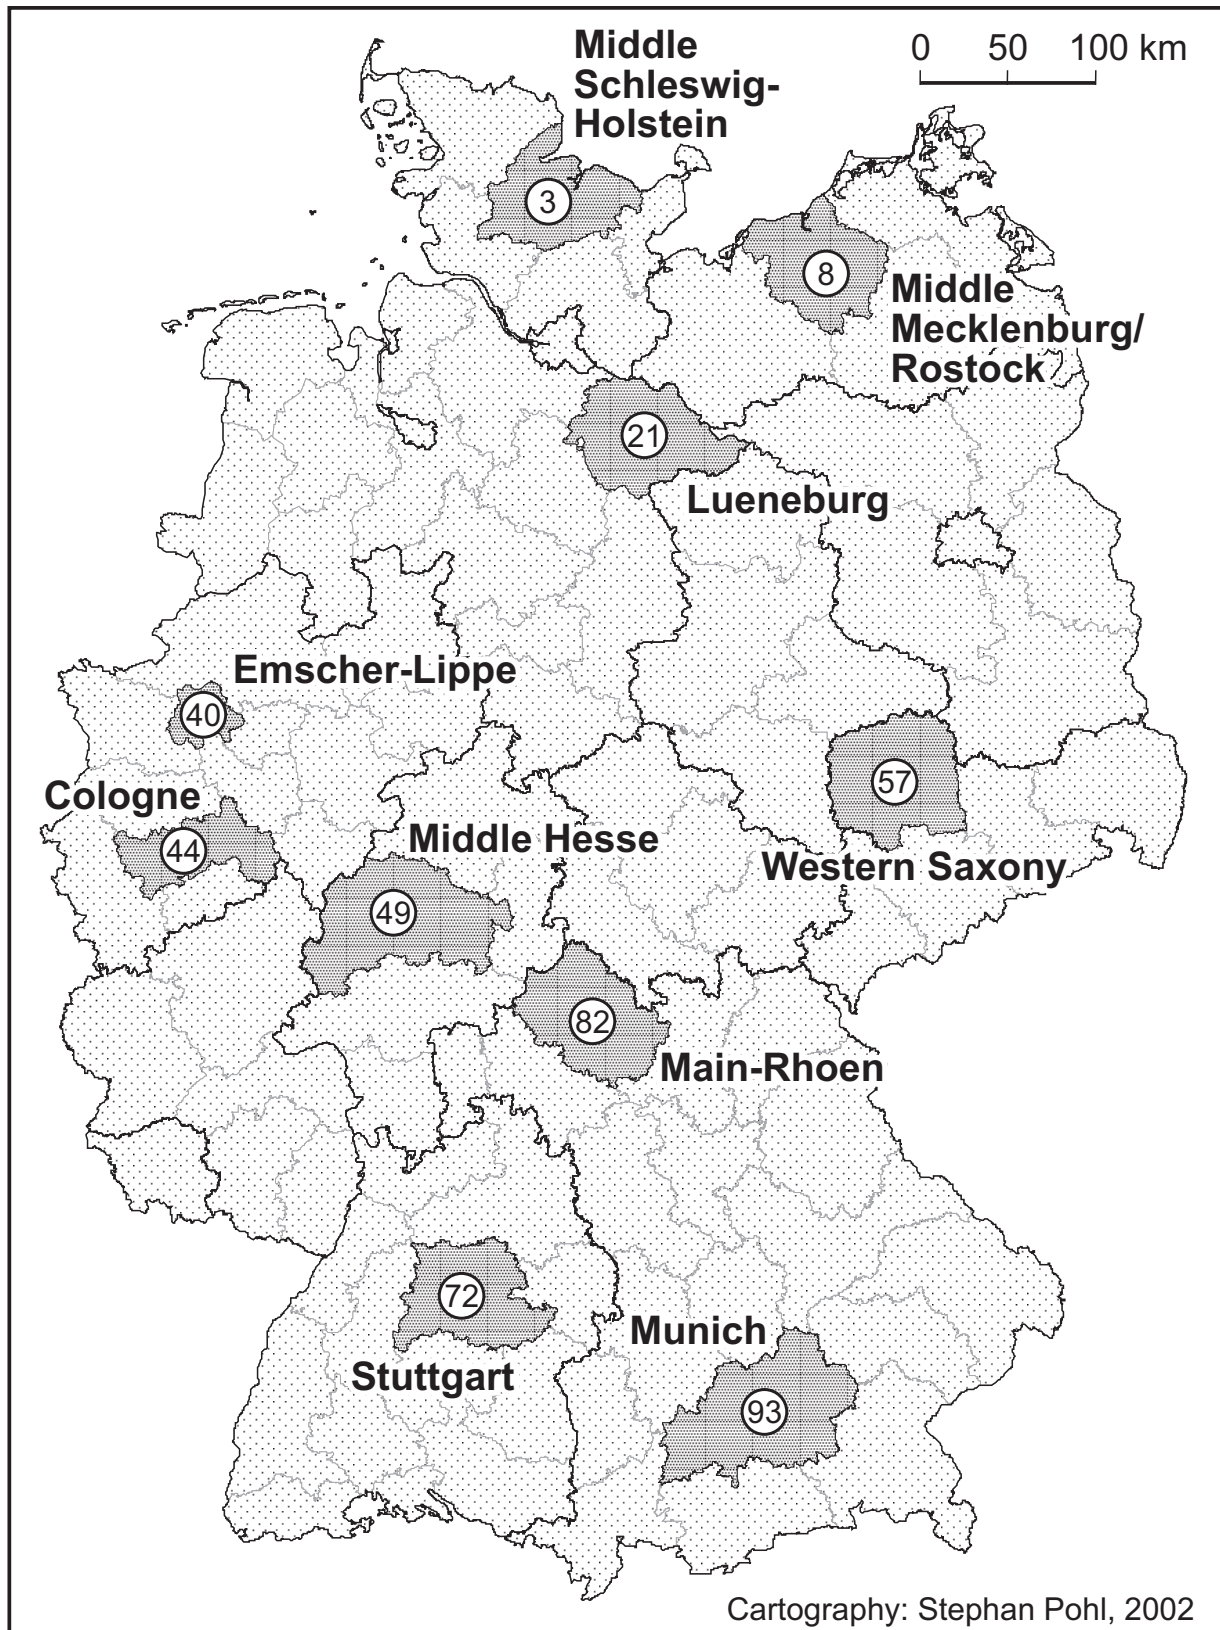 Middle
Schleswig-
Holstein
0 50 100 km
3
8
Middle
Mecklenburg/
Rostock
21
Lueneburg
Emscher-Lippe
40
57
Cologne
44
Middle Hesse
Western Saxony
49
82
Main-Rhoen
72
Munich
Stuttgart
93
Cartography: Stephan Pohl, 2002